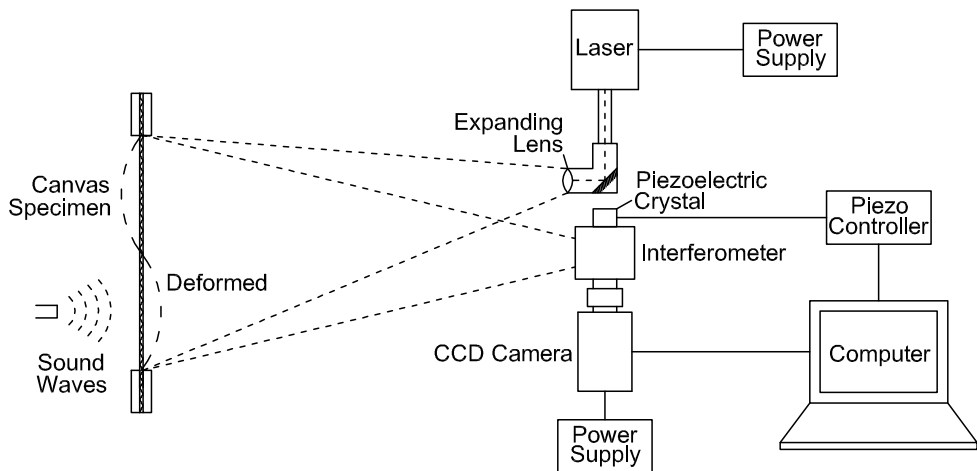 Laser
Power
Supply
Expanding
Lens
Canvas
Specimen
Piezoelectric
Crystal
Piezo
Controller
Interferometer
Deformed
Sound
Waves
CCD Camera
Computer
Power
Supply